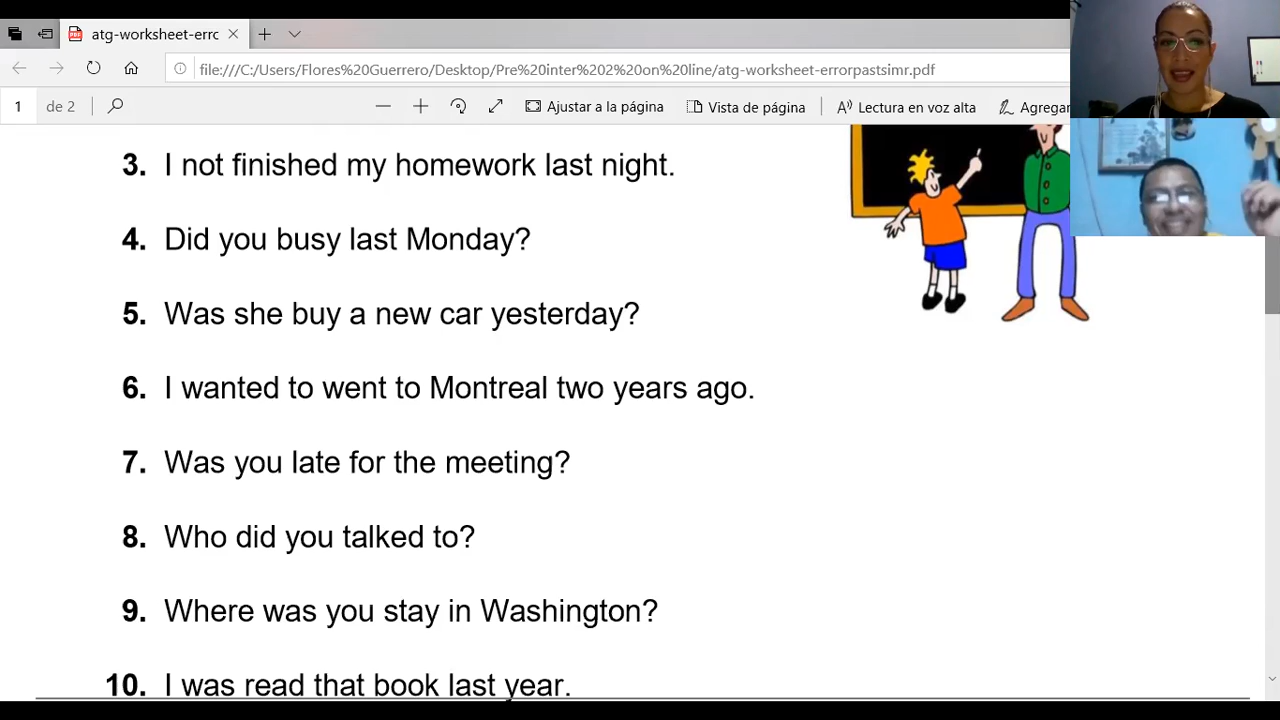 atg-worksheet-errc
file:///C:/Users/Flores%20Guerrero/Desktop/Pre%20inter%202%20on%20line/atg-worksheet-errorpastsimr.pdf
1 de 2
Ajustar a la página
Vista de página
Lectura en voz alta
Agregar
3. I not finished my homework last night.
4. Did you busy last Monday?
5. Was she buy a new car yesterday?
6. I wanted to went to Montreal two years ago.
7. Was you late for the meeting?
8. Who did you talked to?
9. Where was you stay in Washington?
10. I was read that book last year.